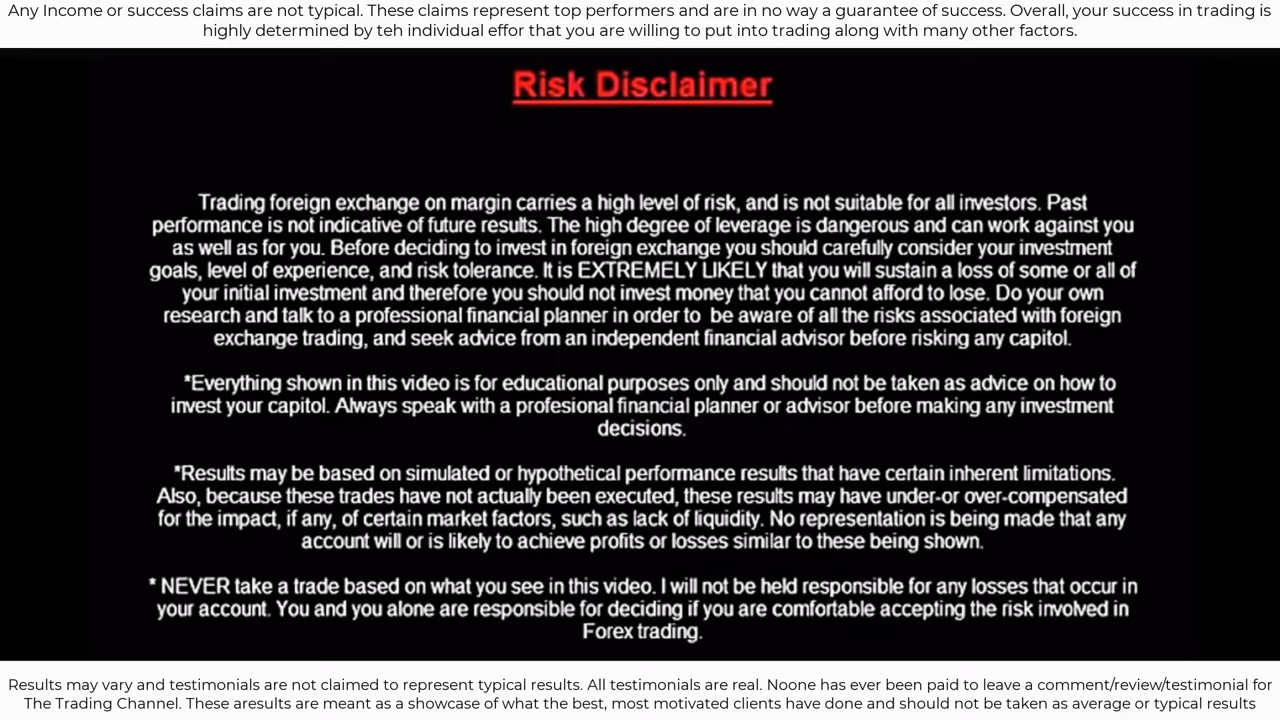 Any Income or success claims are not typical. These claims represent top performers and are in no way a guarantee of success. Overall, your success in trading is
highly determined by teh individual effor that you are willing to put into trading along with many other factors.
Risk Disclaimer
Trading foreign exchange on margin carries a high level of risk, and is not suitable for all investors. Past
performance is not indicative of future results. The high degree of leverage is dangerous and can work against you
as well as for you. Before deciding to invest in foreign exchange you should carefully consider your investment
goals, level of experience, and risk tolerance. It is EXTREMELY LIKELY that you will sustain a loss of some or all of
your initial investment and therefore you should not invest money that you cannot afford to lose. Do your own
research and talk to a professional financial planner in order to  be aware of all the risks associated with foreign
exchange trading, and seek advice from an independent financial advisor before risking any capitol.
*Everything shown in this video is for educational purposes only and should not be taken as advice on how to
invest your capitol. Always speak with a profesional financial planner or advisor before making any investment
decisions.
*Results may be based on simulated or hypothetical performance results that have certain inherent limitations.
Also, because these trades have not actually been executed, these results may have under-or over-compensated
for the impact, if any, of certain market factors, such as lack of liquidity. No representation is being made that any
account will or is likely to achieve profits or losses similar to these being shown.
* NEVER take a trade based on what you see in this video. I will not be held responsible for any losses that occur in
your account. You and you alone are responsible for deciding if you are comfortable accepting the risk involved in
Forex trading.
Results may vary and testimonials are not claimed to represent typical results. All testimonials are real. Noone has ever been paid to leave a comment/review/testimonial for
The Trading Channel. These aresults are meant as a showcase of what the best, most motivated clients have done and should not be taken as average or typical results